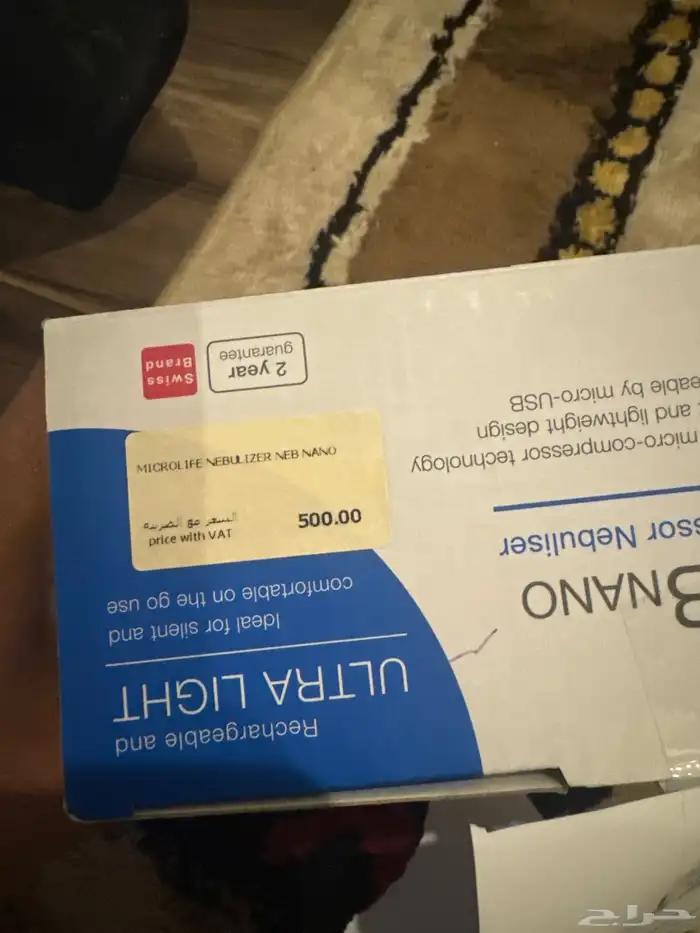 MICROLIFE NEBULIZER NEB NANO
السعر مع الضريبة
price with VAT
500.00
Rechargeable and
ULTRA LIGHT
Ideal for silent and
comfortable on the go use
NANO
Nebuliser
micro-compressor technology
and lightweight design
by micro-USB
2 year
guarantee
Swiss
Brand
حراج